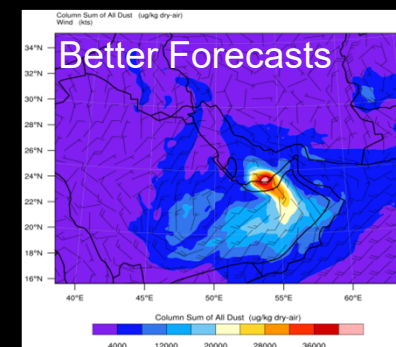 Column Sum of All Dust (ug/kg dry-air)
Wind (kts)
Better Forecasts
34°N
32°N
30°N
28°N
26°N
24°N
22°N
20°N
18°N
16°N
40°E 45°E 50°E 55°E 60°E
Column Sum of All Dust (ug/kg dry-air)
4000 12000 20000 28000 36000